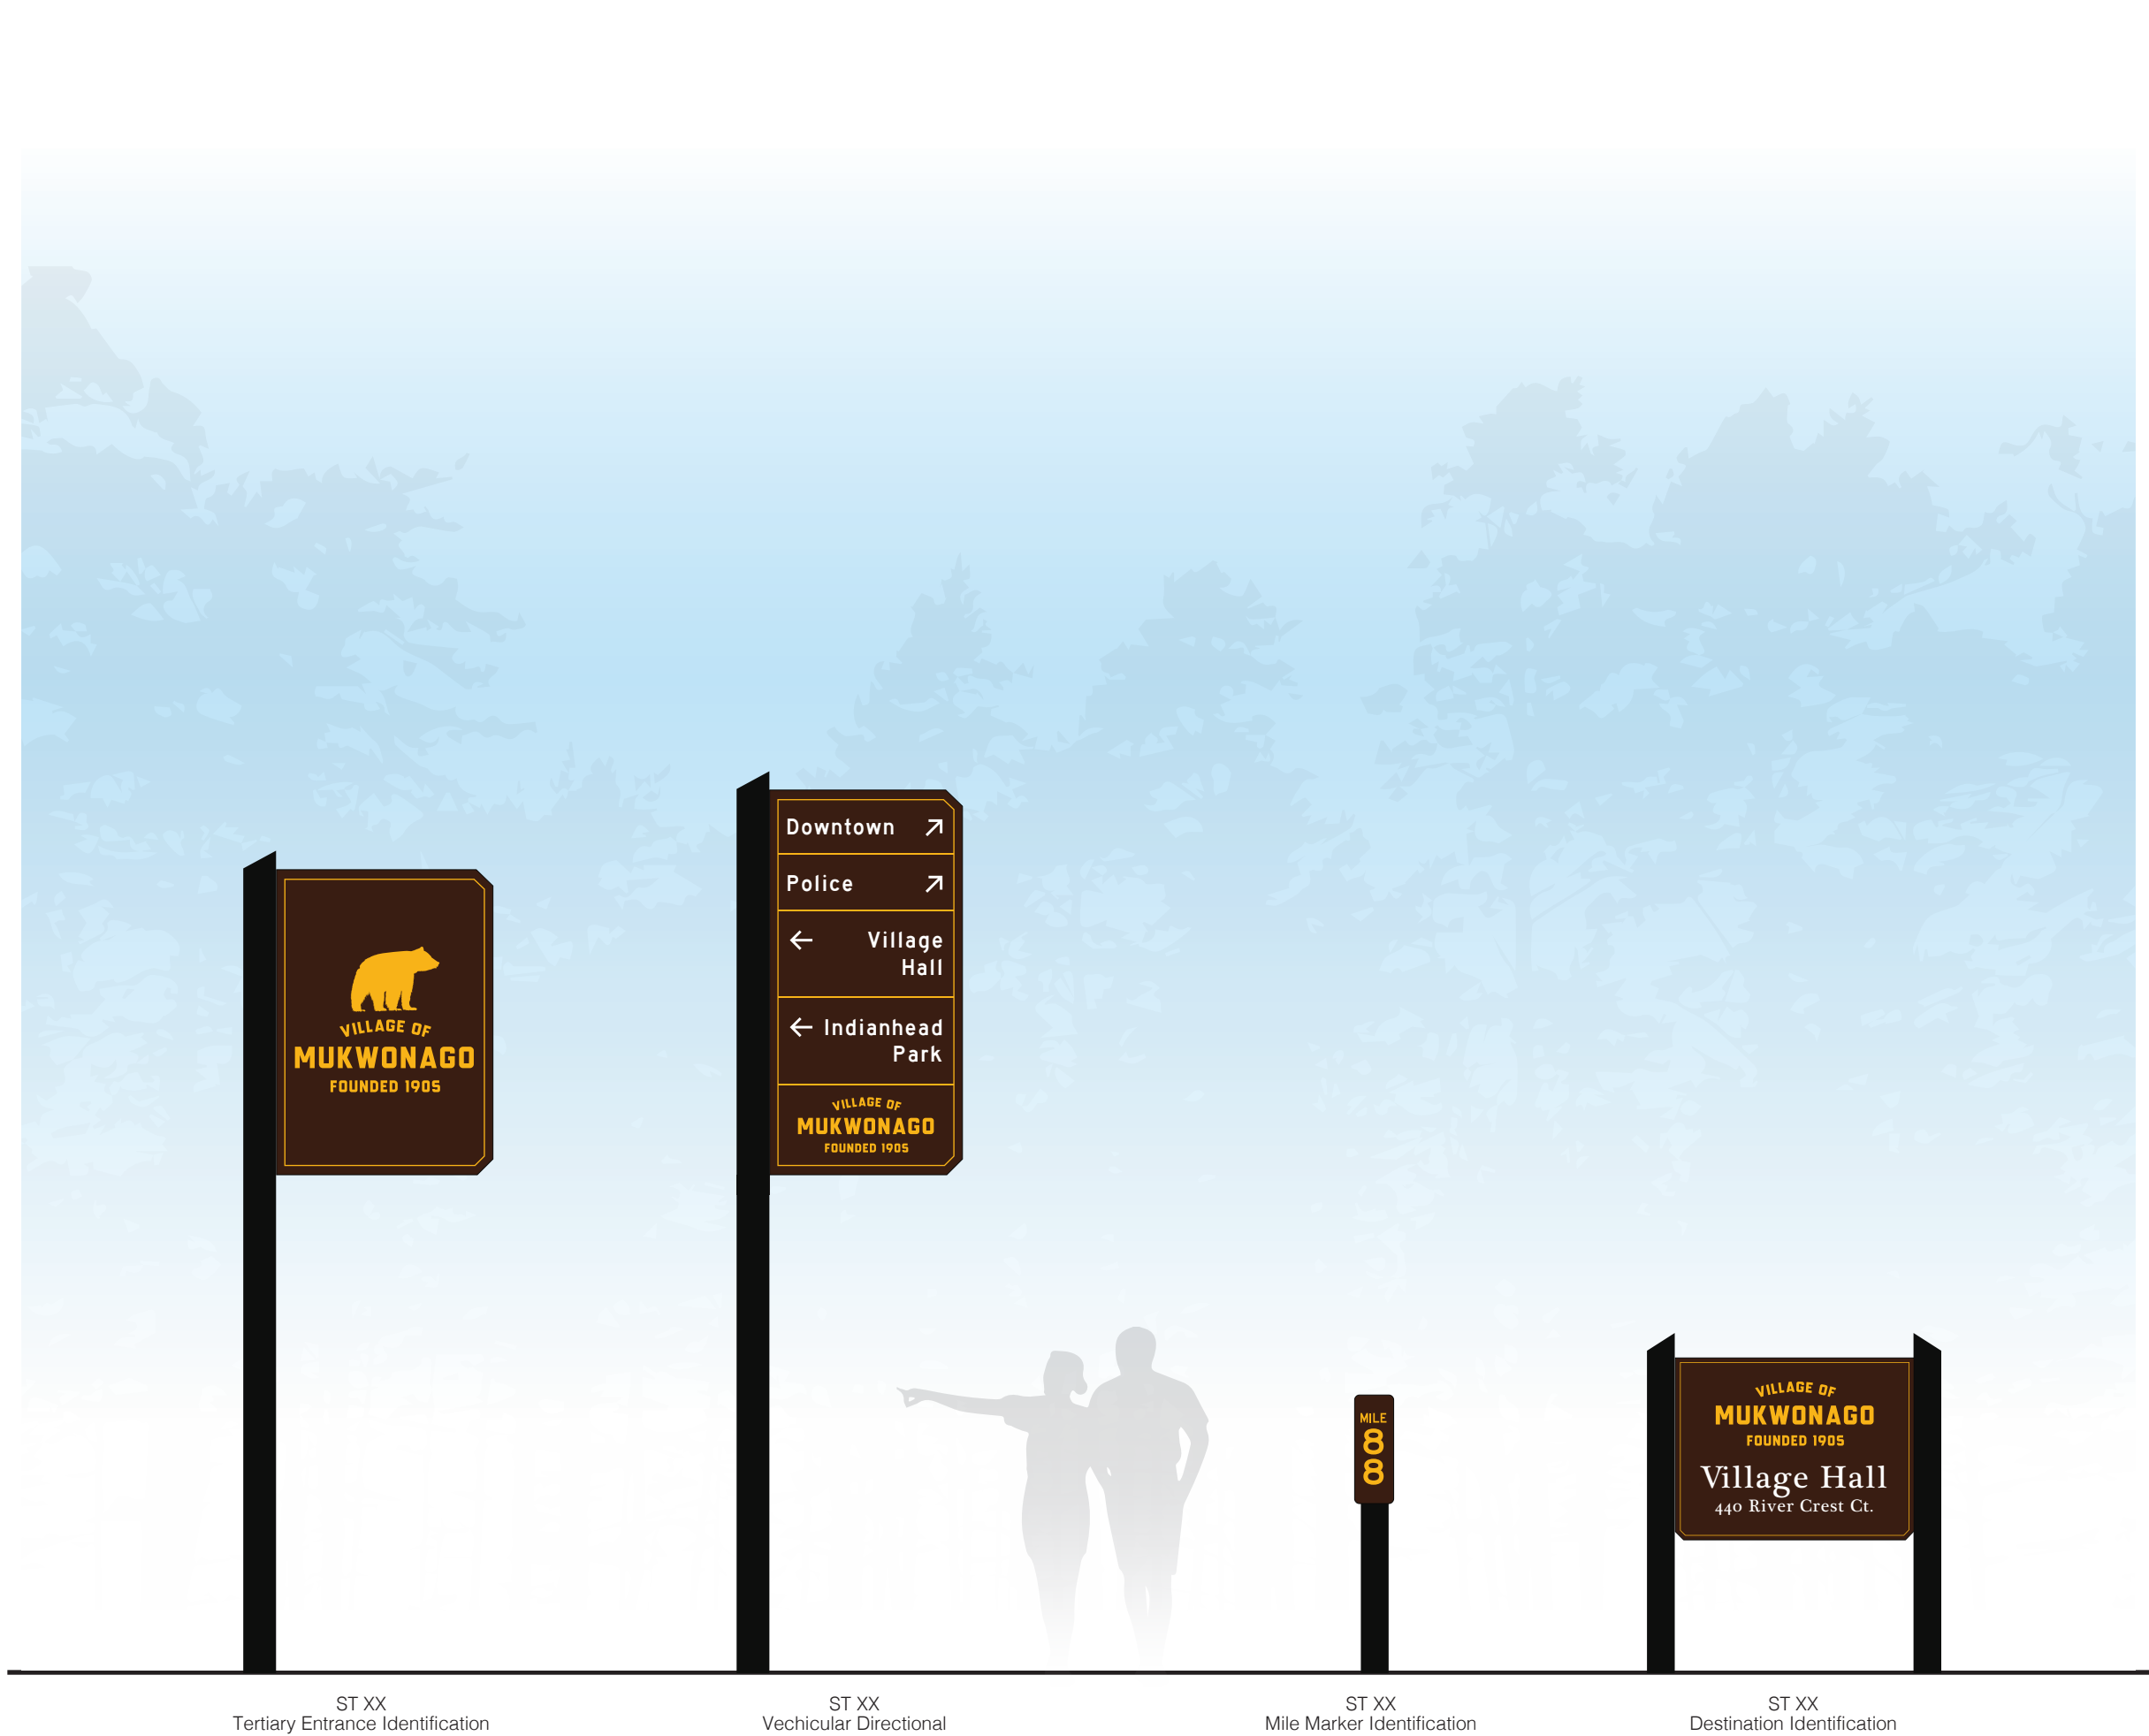 VILLAGE OF
MUKWONAGO
FOUNDED 1905
Downtown
Police
Village
Hall
Indianhead
Park
VILLAGE OF
MUKWONAGO
FOUNDED 1905
MILE
8
8
VILLAGE OF
MUKWONAGO
FOUNDED 1905
Village Hall
440 River Crest Ct.
ST XX
Tertiary Entrance Identification
ST XX
Vechicular Directional
ST XX
Mile Marker Identification
ST XX
Destination Identification